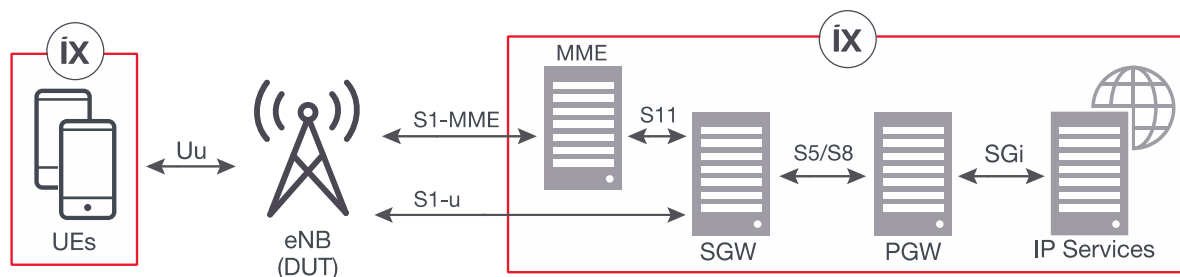 ix
UEs
Uu
eNB
(DUT)
S1-MME
S1-u
ix
MME
S11
SGW
S5/S8
PGW
SGi
IP Services